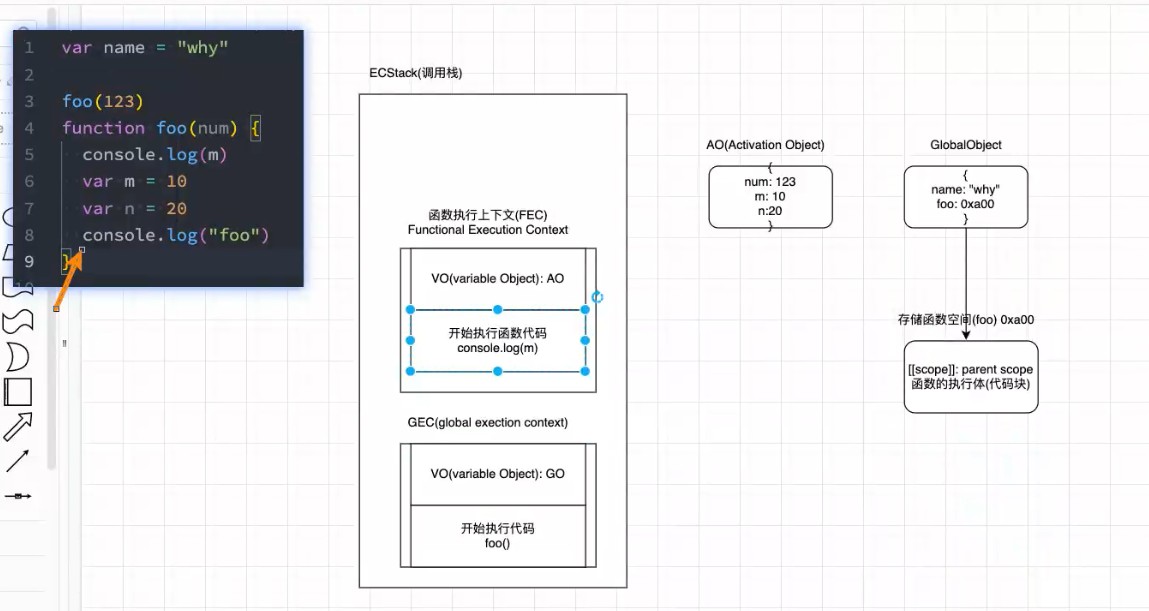 1 var name = "why"
2
3 foo(123)
4 function foo(num) {
5 console.log(m)
6 var m = 10
7 var n = 20
8 console.log("foo")
9 }
ECStack(调用栈)
函数执行上下文(FEC)
Functional Execution Context
VO(variable Object): AO
开始执行函数代码
console.log(m)
GEC(global exection context)
VO(variable Object): GO
开始执行代码
foo()
AO(Activation Object)
{
num: 123
m: 10
n:20
}
GlobalObject
{
name: "why"
foo: 0xa00
}
存储函数空间(foo) 0xa00
[[scope]]: parent scope
函数的执行体(代码块)
"